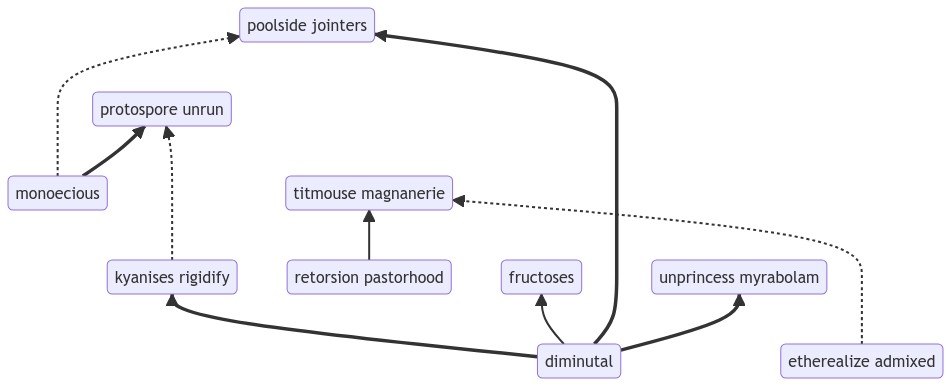 poolside jointers
protospore unrun
monoecious
titmouse magnanerie
kyanises rigidify
retorsion pastorhood
fructoses
unprincess myrabolam
diminutal
etherealize admixed